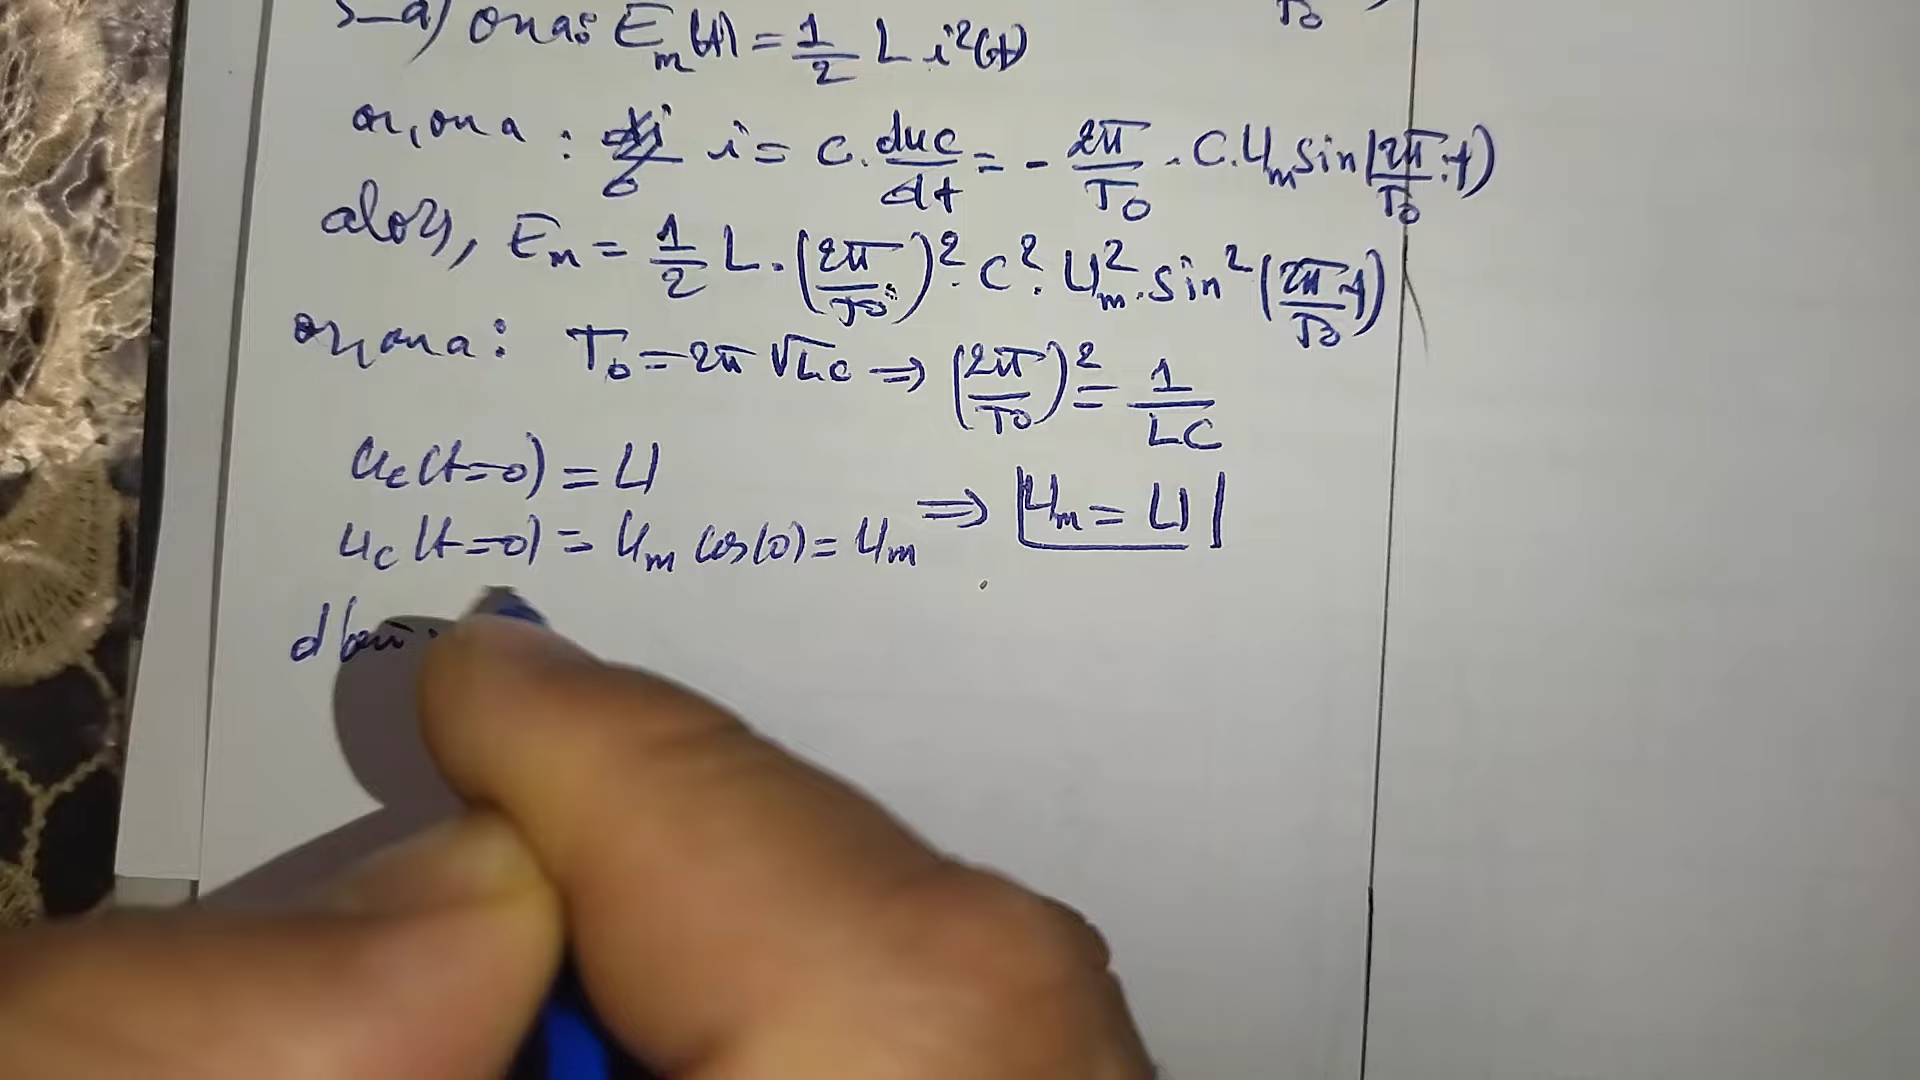 5-a) on a : Em(t) = 1/2 L i²(t)
or, on a : i = C. duc/dt = - 2π/T0 . C. Um sin(2π/T0 . t)
alors, Em = 1/2 L . (2π/T0)² . C² . Um² . sin²(2π/T0 t)
or, on a : T0 = 2π √LC ⇒ (2π/T0)² = 1/LC
uc(t=0) = U
uc(t=0) = Um cos(0) = Um ⇒ Um = U